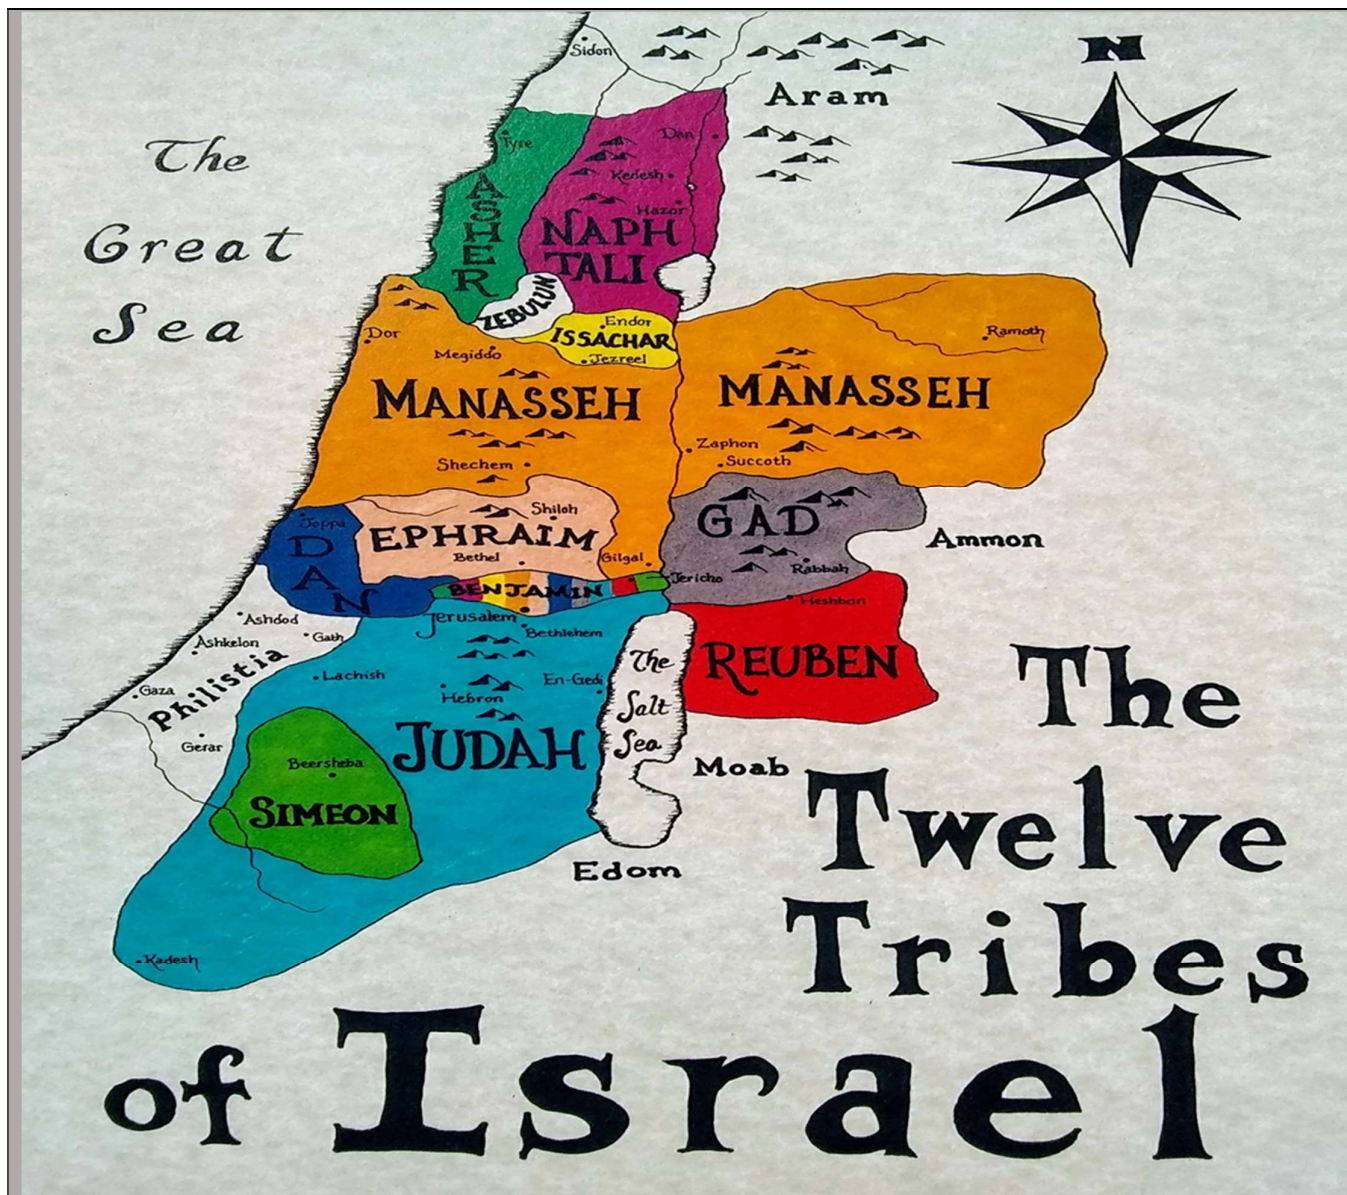 N
Sidon
Aram
The
Great
Sea
Tyre
Dan
Kedesh
Hazor
ASHER
NAPH
TALI
ZEBULUN
Endor
ISSACHAR
Jezreel
Dor
Megiddo
Ramoth
MANASSEH
MANASSEH
Zaphon
Shechem
Succoth
GAD
Shiloh
Joppa
EPHRAIM
Ammon
DAN
Bethel
Gilgal
Rabbah
Jericho
BENJAMIN
Heshbon
Ashdod
Jerusalem
Bethlehem
Ashkelon
Gath
The
Salt
Sea
REUBEN
Lachish
En-Gedi
Gaza
Philistia
Hebron
Gerar
JUDAH
Beersheba
Moab
SIMEON
Edom
Kadesh
The
Twelve
Tribes
of Israel